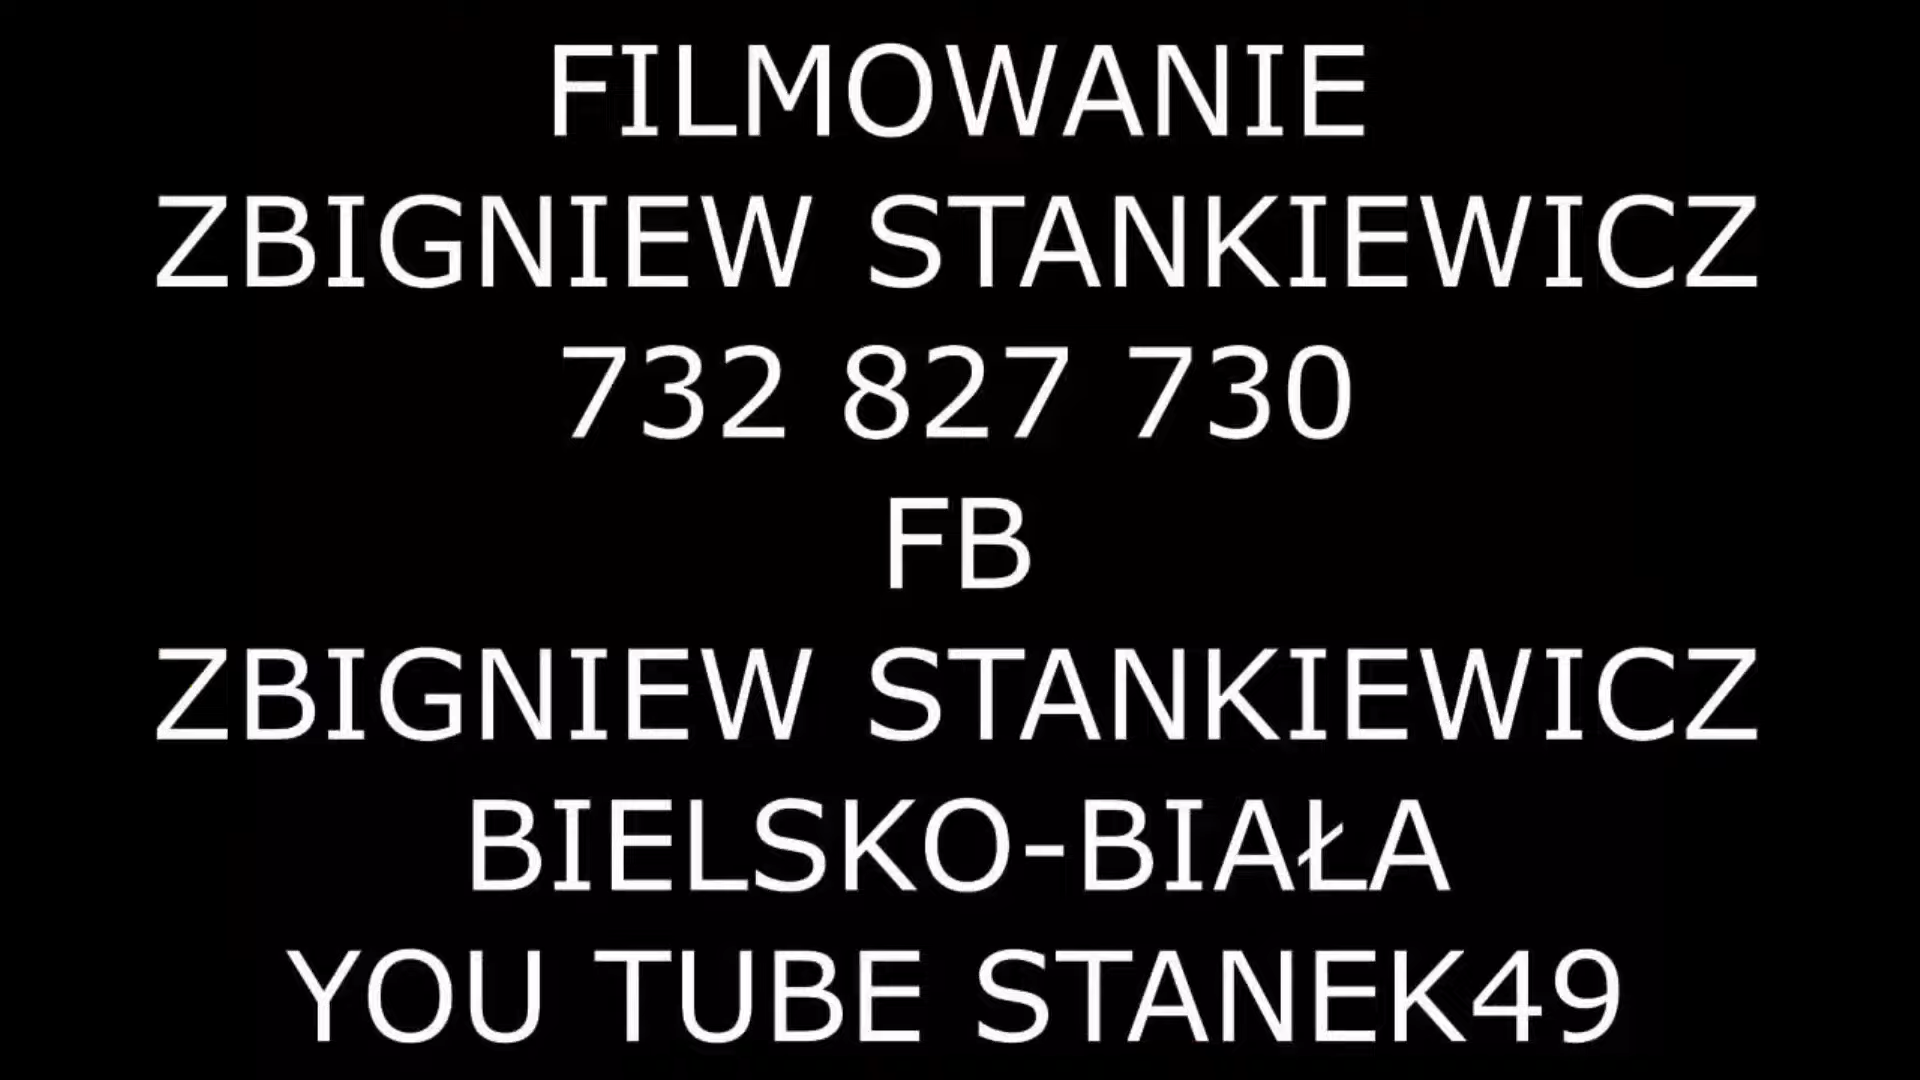 FILMOWANIE
ZBIGNIEW STANKIEWICZ
732 827 730
FB
ZBIGNIEW STANKIEWICZ
BIELSKO-BIAŁA
YOU TUBE STANEK49